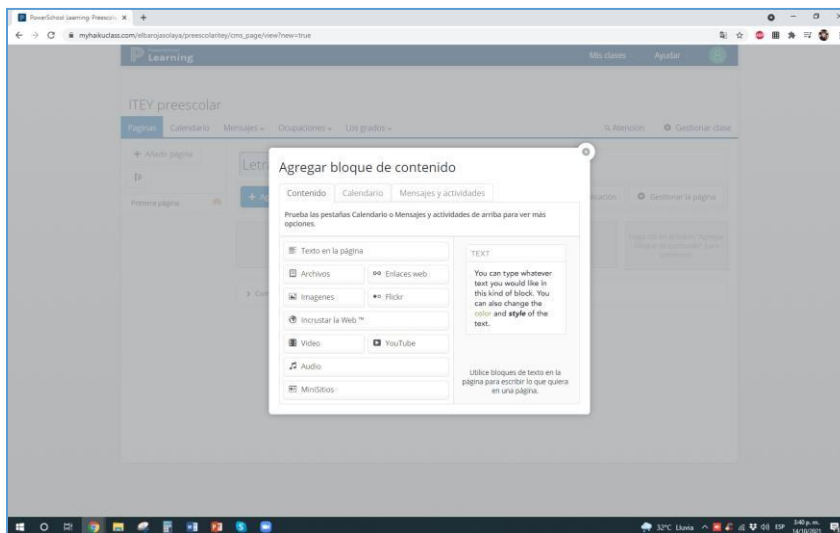 PowerSchool Learning: Preescola
myhaikuclass.com/elbarojasolaya/preescolaritey/cms_page/view?new=true
Learning
Mis clases
Ayudar
ITEY preescolar
Paginas
Calendario
Mensajes
Ocupaciones
Los grados
Atención
Gestionar clase
Añadir página
Letr
Primera página
Gestionar la página
Agregar bloque de contenido
Contenido
Calendario
Mensajes y actividades
Prueba las pestañas Calendario o Mensajes y actividades de arriba para ver más
opciones.
Texto en la página
Archivos
Enlaces web
Imagenes
Flickr
Incrustar la Web ™
Video
YouTube
Audio
MiniSitios
TEXT
You can type whatever
text you would like in
this kind of block. You
can also change the
color and style of the
text.
Utilice bloques de texto en la
página para escribir lo que quiera
en una página.
32°C Lluvia
ESP
3:40 p. m.
14/10/2021